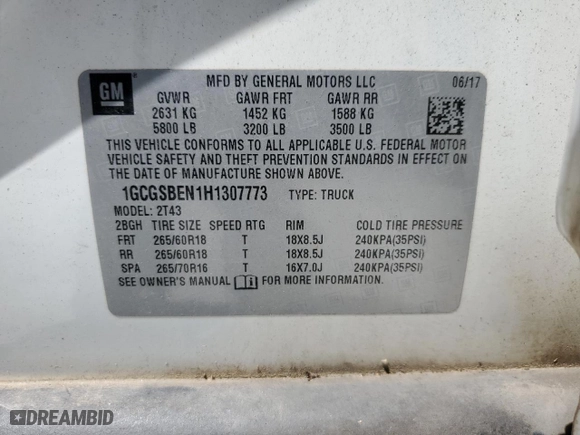 GM
MFD BY GENERAL MOTORS LLC 06/17
GVWR GAWR FRT GAWR RR
2631 KG 1452 KG 1588 KG
5800 LB 3200 LB 3500 LB
THIS VEHICLE CONFORMS TO ALL APPLICABLE U.S. FEDERAL MOTOR
VEHICLE SAFETY AND THEFT PREVENTION STANDARDS IN EFFECT ON
THE DATE OF MANUFACTURE SHOWN ABOVE.
1GCGSBEN1H1307773 TYPE: TRUCK
MODEL: 2T43
2BGH TIRE SIZE SPEED RTG RIM COLD TIRE PRESSURE
FRT 265/60R18 T 18X8.5J 240KPA(35PSI)
RR 265/60R18 T 18X8.5J 240KPA(35PSI)
SPA 265/70R16 T 16X7.0J 240KPA(35PSI)
SEE OWNER'S MANUAL FOR MORE INFORMATION
DREAMBID